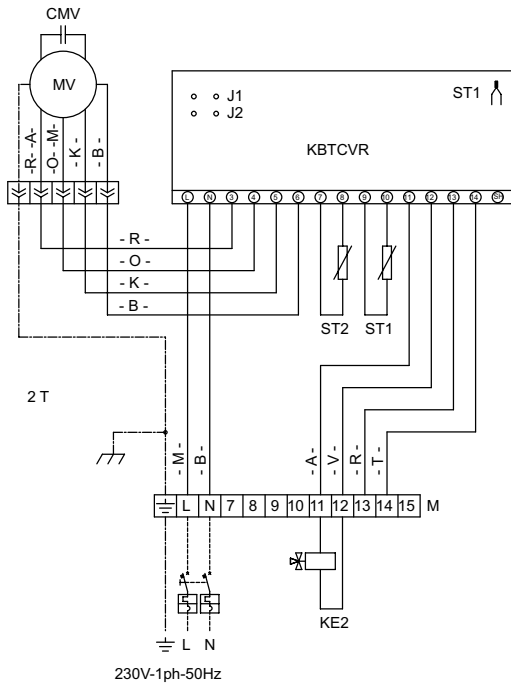 CMV
MV
-R-
-A-
-O-
-M-
-K-
-B-
J1
J2
ST1
KBTCVR
L N 3 4 5 6 7 8 9 10 11 12 13 14 SH
- R -
- O -
- K -
- B -
ST2 ST1
2 T
- M -
- B -
- A -
- V -
- R -
- T -
L N 7 8 9 10 11 12 13 14 15 M
KE2
L N
230V-1ph-50Hz